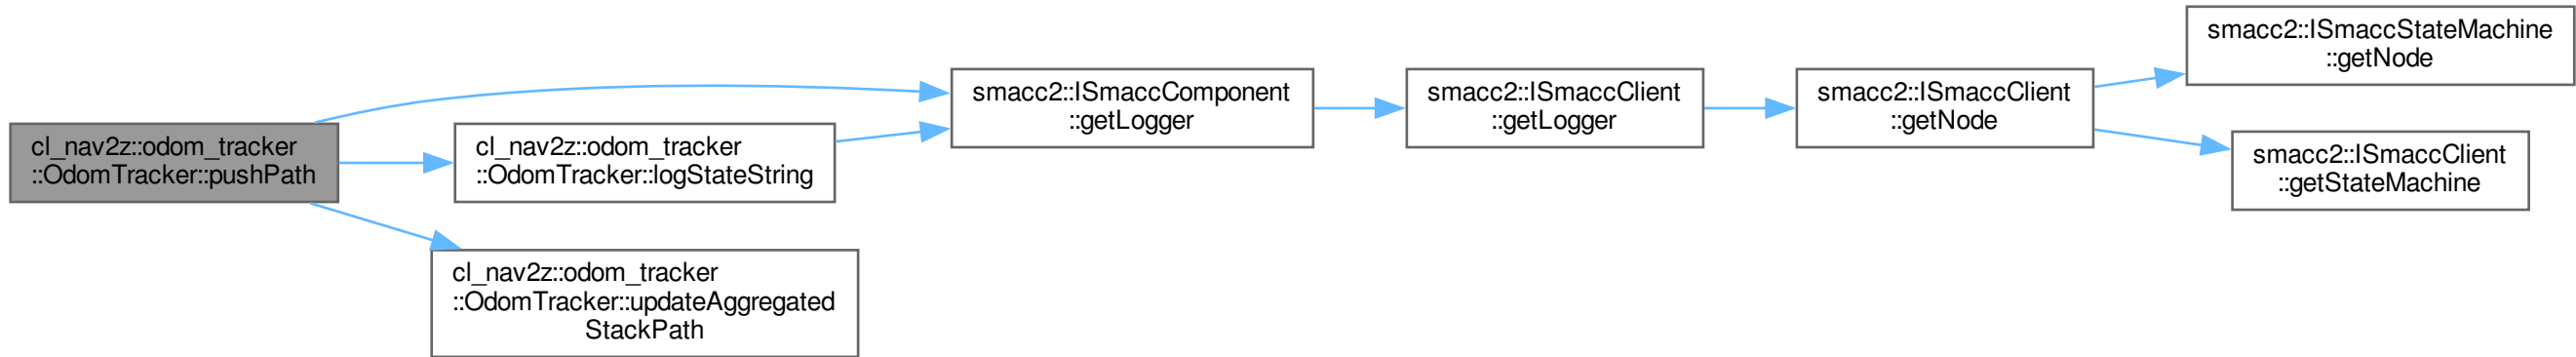 cl_nav2z::odom_tracker
::OdomTracker::pushPath
cl_nav2z::odom_tracker
::OdomTracker::logStateString
cl_nav2z::odom_tracker
::OdomTracker::updateAggregated
StackPath
smacc2::ISmaccComponent
::getLogger
smacc2::ISmaccClient
::getLogger
smacc2::ISmaccClient
::getNode
smacc2::ISmaccStateMachine
::getNode
smacc2::ISmaccClient
::getStateMachine